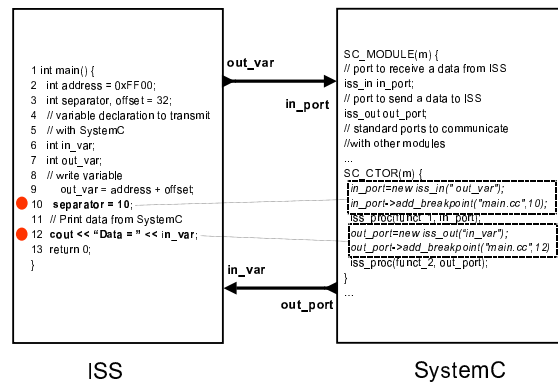 1 int main() {
2 int address = 0xFF00;
3 int separator, offset = 32;
4 // variable declaration to transmit
5 // with SystemC
6 int in_var;
7 int out_var;
8 // write variable
9 out_var = address + offset;
10 separator = 10;
11 // Print data from SystemC
12 cout << “Data = ” << in_var;
13 return 0;
}
ISS
out_var
in_port
in_var
out_port
SC_MODULE(m) {
// port to receive a data from ISS
iss_in in_port;
// port to send a data to ISS
iss_out out_port;
// standard ports to communicate
//with other modules
...
SC_CTOR(m) {
in_port=new iss_in(" out_var");
in_port->add_breakpoint("main.cc",10);
iss_proc(funct_1, in_port);
out_port=new iss_out("in_var");
out_port->add_breakpoint("main.cc",12)
iss_proc(funct_2, out_port);
}
...
SystemC